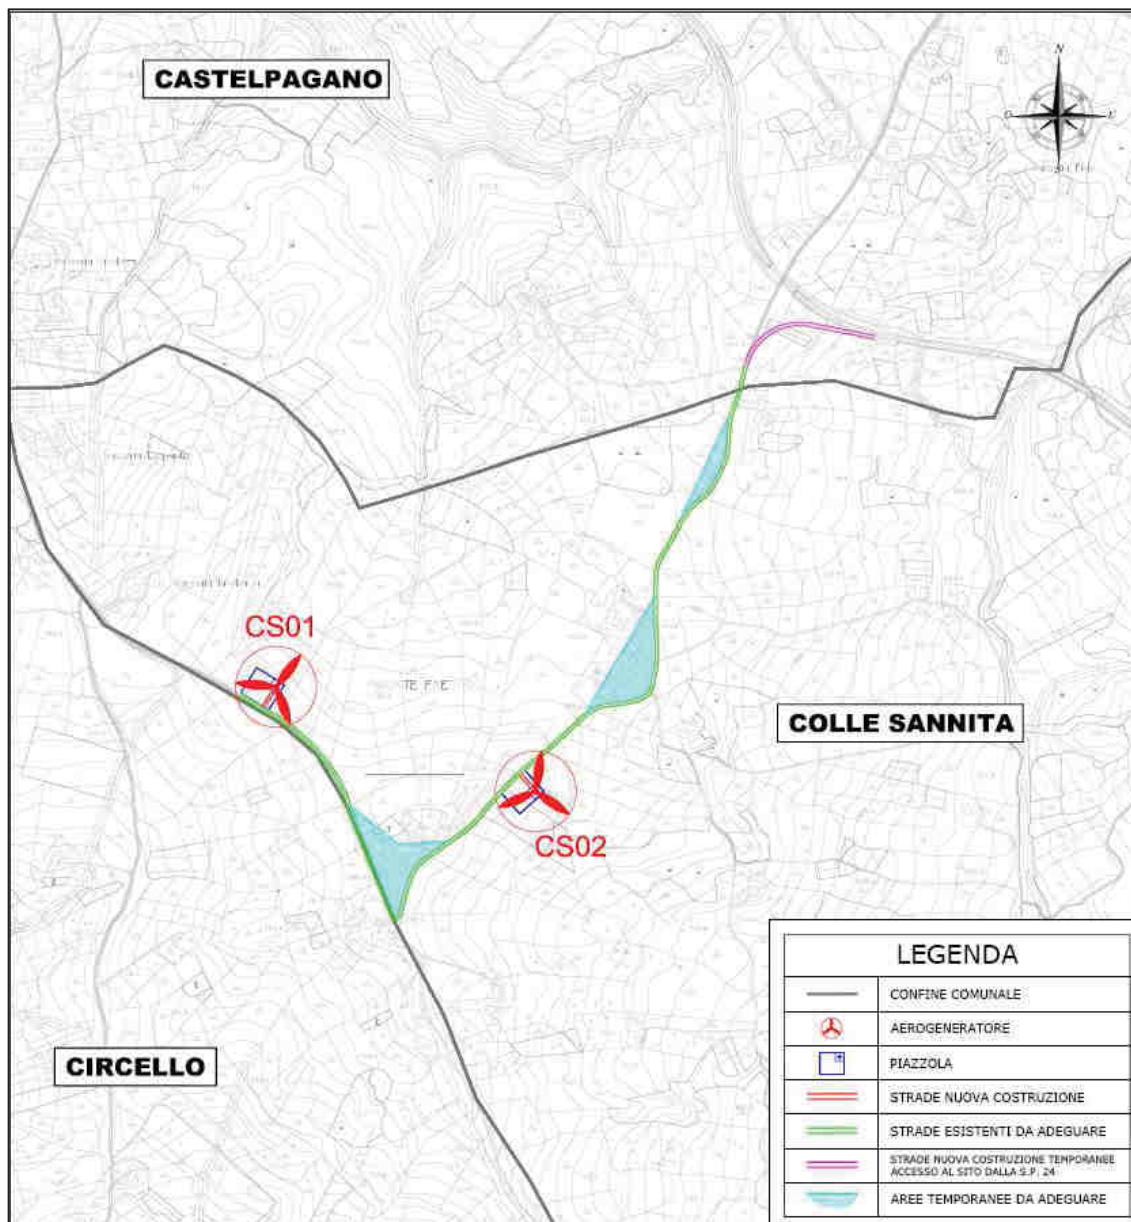 CASTELPAGANO
N
O
E
CS01
COLLE SANNITA
CS02
CIRCELLO
LEGENDA
CONFINE COMUNALE
AEROGENERATORE
PIAZZOLA
STRADE NUOVA COSTRUZIONE
STRADE ESISTENTI DA ADEGUARE
STRADE NUOVA COSTRUZIONE TEMPORANEE
ACCESSO AL SITO DALLA S.P. 24
AREE TEMPORANEE DA ADEGUARE